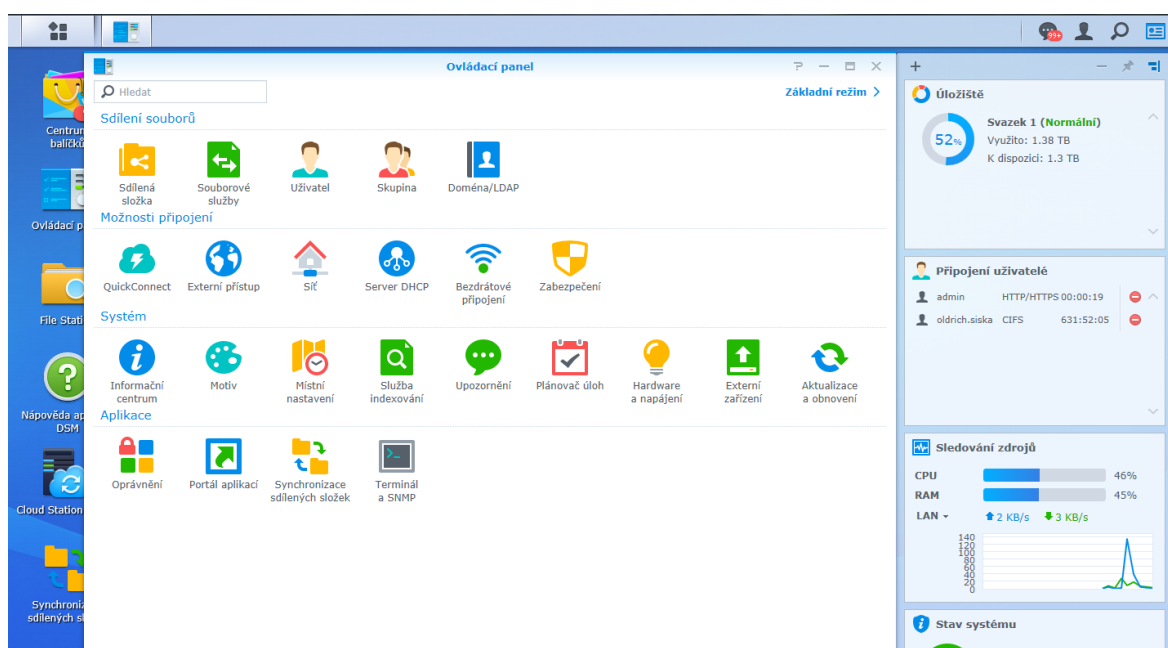 99+
Ovládací panel
Hledat
Základní režim
Sdílení souborů
Sdílená
složka
Souborové
služby
Uživatel
Skupina
Doména/LDAP
Možnosti připojení
QuickConnect
Externí přístup
Síť
Server DHCP
Bezdrátové
připojení
Zabezpečení
Systém
Informační
centrum
Motiv
Místní
nastavení
Služba
indexování
Upozornění
Plánovač úloh
Hardware
a napájení
Externí
zařízení
Aktualizace
a obnovení
Aplikace
Oprávnění
Portál aplikací
Synchronizace
sdílených složek
Terminál
a SNMP
Centru
balíčků
Ovládací p
File Stati
Nápověda ap
DSM
Cloud Station
Synchroniz
sdílených sl
Úložiště
52%
Svazek 1 (Normální)
Využito: 1.38 TB
K dispozici: 1.3 TB
Připojení uživatelé
admin HTTP/HTTPS 00:00:19
oldrich.siska CIFS 631:52:05
Sledování zdrojů
CPU 46%
RAM 45%
LAN 2 KB/s 3 KB/s
140
120
100
80
60
40
20
0
Stav systému